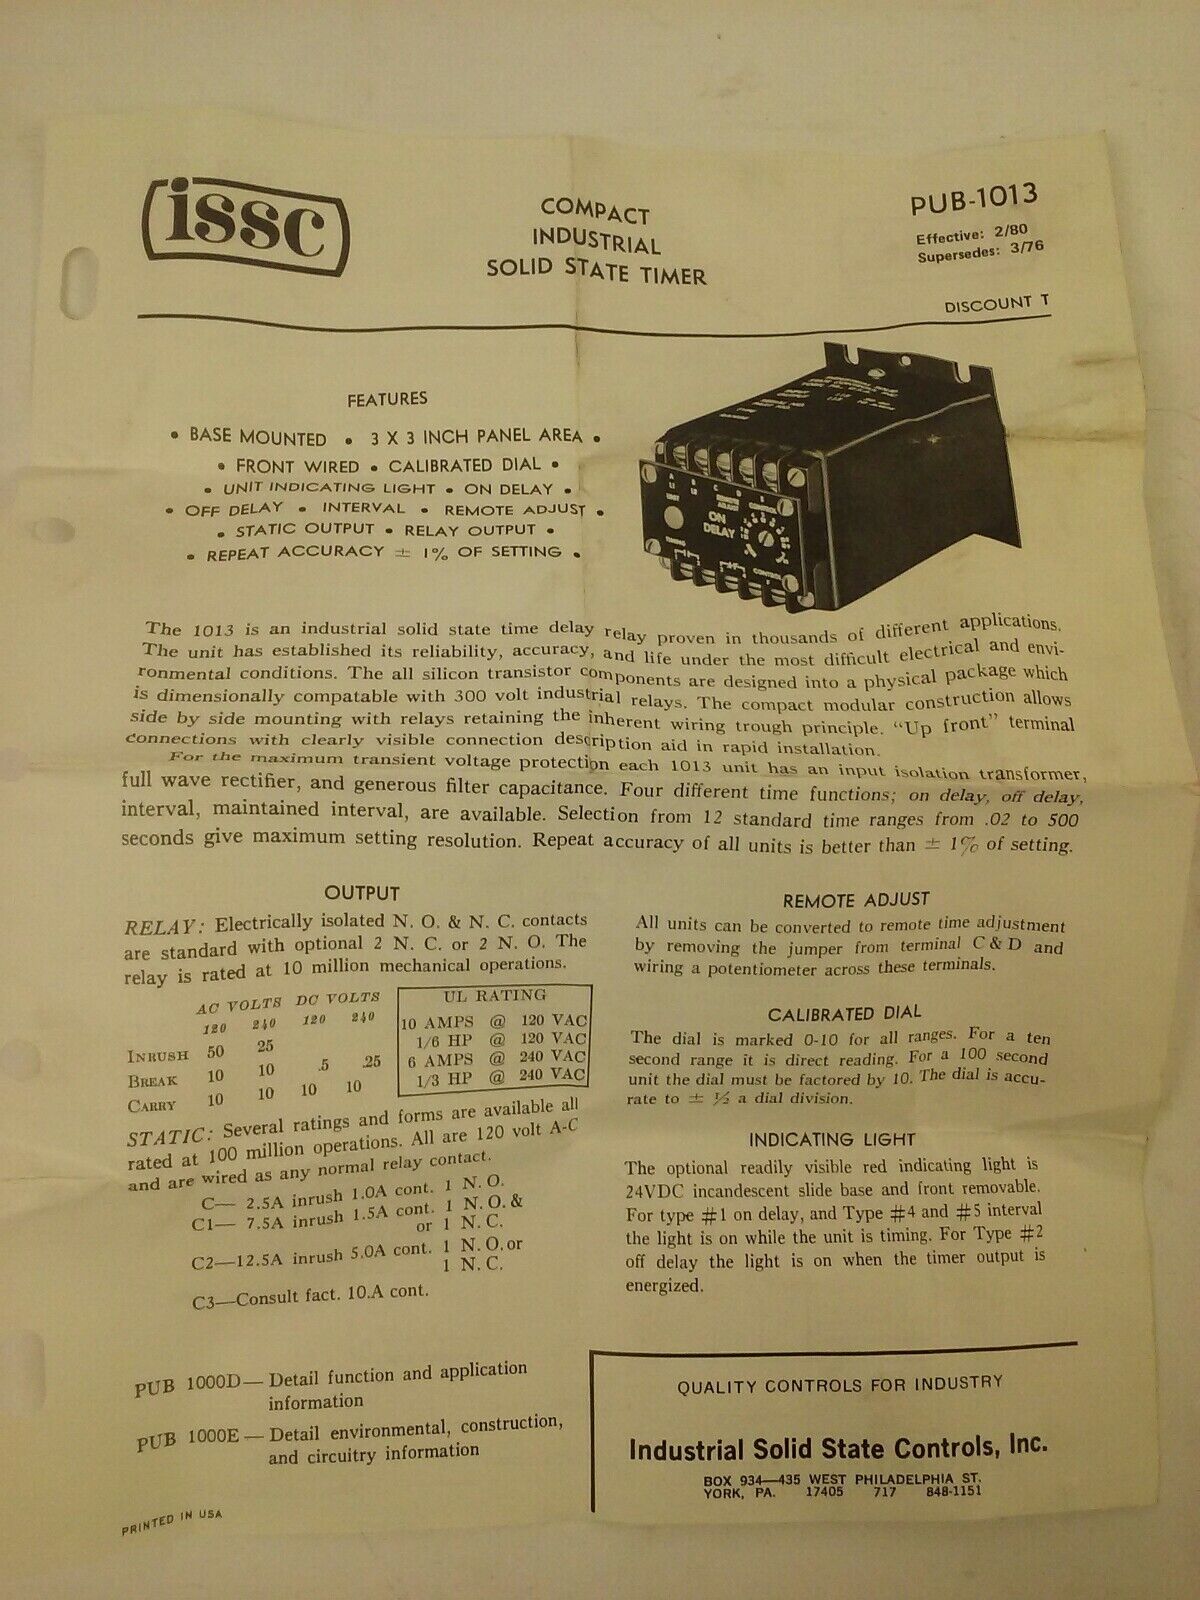 issc
COMPACT
INDUSTRIAL
SOLID STATE TIMER
PUB-1013
Effective: 2/80
Supersedes: 3/76
DISCOUNT T
FEATURES
• BASE MOUNTED • 3 X 3 INCH PANEL AREA •
• FRONT WIRED • CALIBRATED DIAL •
• UNIT INDICATING LIGHT • ON DELAY •
• OFF DELAY • INTERVAL • REMOTE ADJUST •
• STATIC OUTPUT • RELAY OUTPUT •
• REPEAT ACCURACY ± 1% OF SETTING •
A B C D
L1 L2
UNIT
ON
DELAY
REMOTE
ADJUST
CONTROL
CONTROL
The 1013 is an industrial solid state time delay relay proven in thousands of different applications.
The unit has established its reliability, accuracy, and life under the most difficult electrical and envi-
ronmental conditions. The all silicon transistor components are designed into a physical package which
is dimensionally compatable with 300 volt industrial relays. The compact modular construction allows
side by side mounting with relays retaining the inherent wiring trough principle. "Up front" terminal
connections with clearly visible connection description aid in rapid installation.
For the maximum transient voltage protection each 1013 unit has an input isolation transformer,
full wave rectifier, and generous filter capacitance. Four different time functions; on delay, off delay,
interval, maintained interval, are available. Selection from 12 standard time ranges from .02 to 500
seconds give maximum setting resolution. Repeat accuracy of all units is better than ± 1% of setting.
OUTPUT
RELAY: Electrically isolated N. O. & N. C. contacts
are standard with optional 2 N. C. or 2 N. O. The
relay is rated at 10 million mechanical operations.
AC VOLTS DC VOLTS
120 240 120 240
INRUSH 50 25
BREAK 10 10 .5 .25
CARRY 10 10 10 10
UL RATING
10 AMPS @ 120 VAC
1/6 HP @ 120 VAC
6 AMPS @ 240 VAC
1/3 HP @ 240 VAC
STATIC: Several ratings and forms are available all
rated at 100 million operations. All are 120 volt A-C
and are wired as any normal relay contact.
C— 2.5A inrush 1.0A cont. 1 N. O.
C1— 7.5A inrush 1.5A cont. 1 N. O. &
or 1 N. C.
C2—12.5A inrush 5.0A cont. 1 N. O. or
1 N. C.
C3—Consult fact. 10.A cont.
PUB 1000D— Detail function and application
information
PUB 1000E — Detail environmental, construction,
and circuitry information
PRINTED IN USA
REMOTE ADJUST
All units can be converted to remote time adjustment
by removing the jumper from terminal C & D and
wiring a potentiometer across these terminals.
CALIBRATED DIAL
The dial is marked 0-10 for all ranges. For a ten
second range it is direct reading. For a 100 second
unit the dial must be factored by 10. The dial is accu-
rate to ± ½ a dial division.
INDICATING LIGHT
The optional readily visible red indicating light is
24VDC incandescent slide base and front removable.
For type #1 on delay, and Type #4 and #5 interval
the light is on while the unit is timing. For Type #2
off delay the light is on when the timer output is
energized.
QUALITY CONTROLS FOR INDUSTRY
Industrial Solid State Controls, Inc.
BOX 934—435 WEST PHILADELPHIA ST.
YORK, PA. 17405 717 848-1151